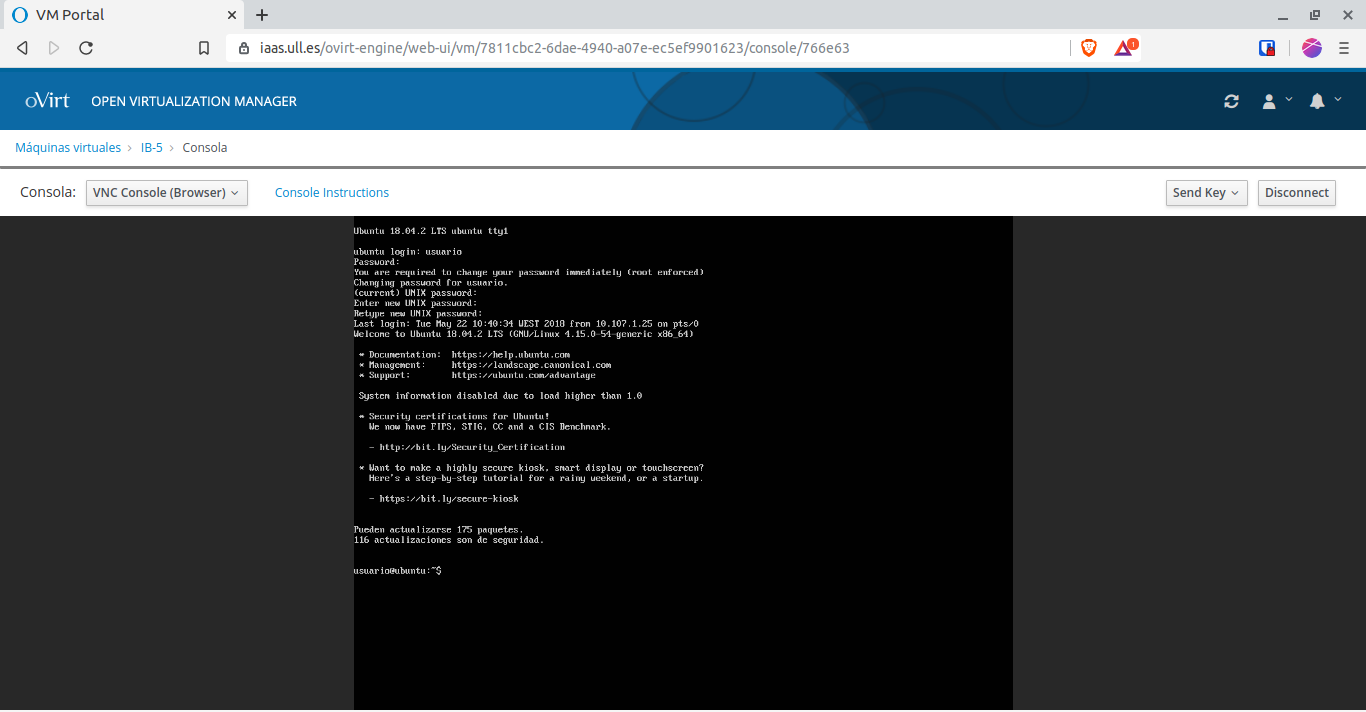 VM Portal
iaas.ull.es/ovirt-engine/web-ui/vm/7811cbc2-6dae-4940-a07e-ec5ef9901623/console/766e63
1
oVirt OPEN VIRTUALIZATION MANAGER
Máquinas virtuales > IB-5 > Consola
Consola: VNC Console (Browser) Console Instructions Send Key Disconnect
Ubuntu 18.04.2 LTS ubuntu tty1
ubuntu login: usuario
Password:
You are required to change your password immediately (root enforced)
Changing password for usuario.
(current) UNIX password:
Enter new UNIX password:
Retype new UNIX password:
Last login: Tue May 22 10:40:34 WEST 2018 from 10.107.1.25 on pts/0
Welcome to Ubuntu 18.04.2 LTS (GNU/Linux 4.15.0-54-generic x86_64)
* Documentation: https://help.ubuntu.com
* Management: https://landscape.canonical.com
* Support: https://ubuntu.com/advantage
System information disabled due to load higher than 1.0
* Security certifications for Ubuntu!
We now have FIPS, STIG, CC and a CIS Benchmark.
- http://bit.ly/Security_Certification
* Want to make a highly secure kiosk, smart display or touchscreen?
Here's a step-by-step tutorial for a rainy weekend, or a startup.
- https://bit.ly/secure-kiosk
Pueden actualizarse 175 paquetes.
116 actualizaciones son de seguridad.
usuario@ubuntu:~$